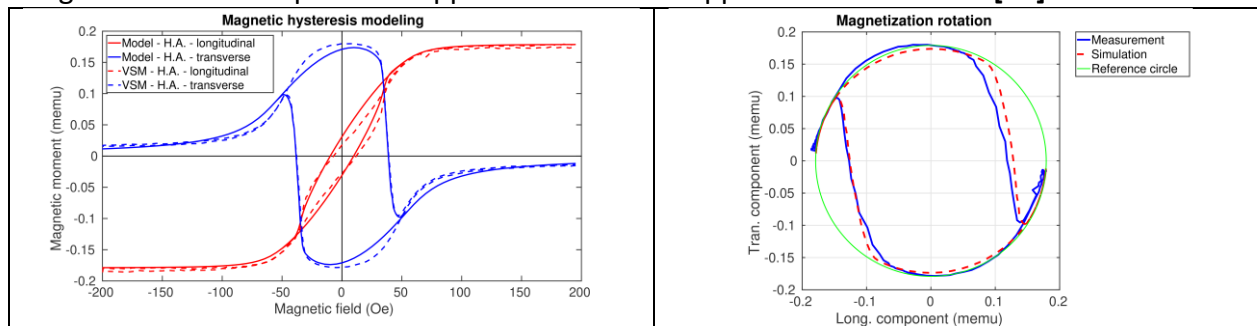 Magnetic hysteresis modeling
Model - H.A. - longitudinal
Model - H.A. - transverse
VSM - H.A. - longitudinal
VSM - H.A. - transverse
Magnetic moment (memu)
0.2
0.15
0.1
0.05
0
-0.05
-0.1
-0.15
-0.2
-200
-150
-100
-50
0
50
100
150
200
Magnetic field (Oe)
Magnetization rotation
Measurement
Simulation
Reference circle
Tran. component (memu)
0.2
0.15
0.1
0.05
0
-0.05
-0.1
-0.15
-0.2
-0.2
-0.1
0
0.1
0.2
Long. component (memu)